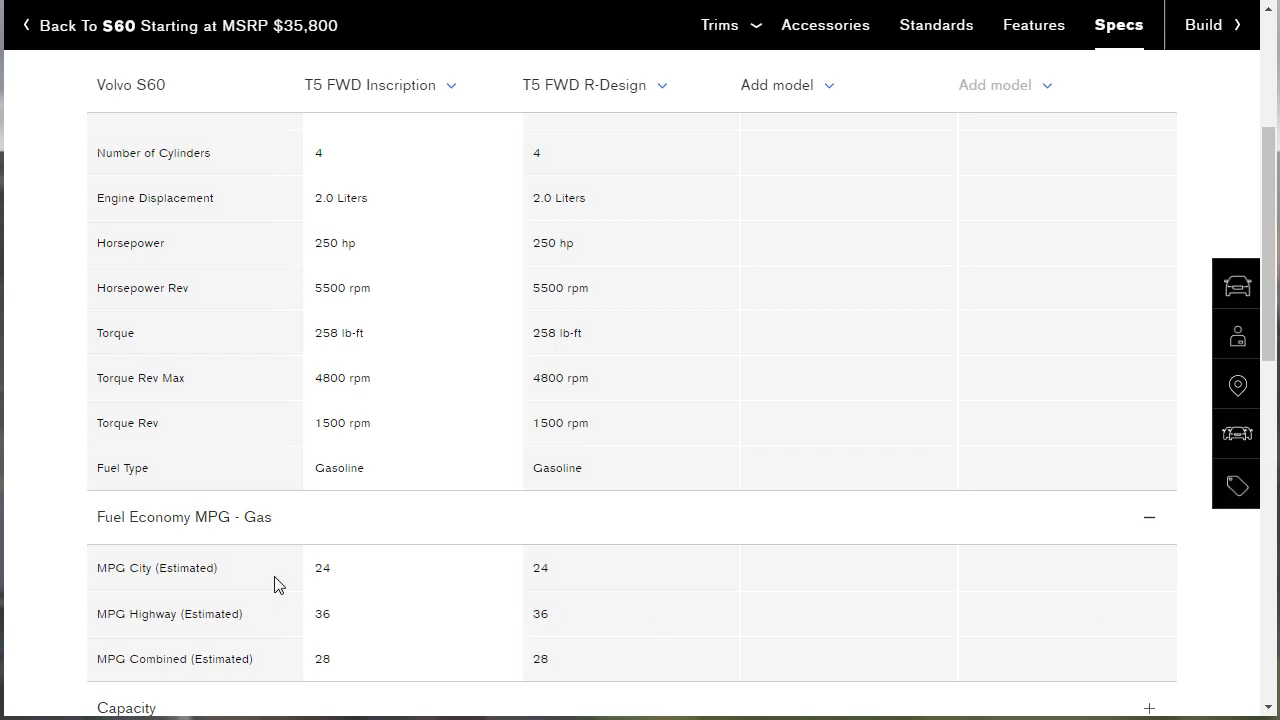 Back To S60 Starting at MSRP $35,800 Trims Accessories Standards Features Specs Build
Volvo S60 T5 FWD Inscription T5 FWD R-Design Add model Add model
Number of Cylinders 4 4
Engine Displacement 2.0 Liters 2.0 Liters
Horsepower 250 hp 250 hp
Horsepower Rev 5500 rpm 5500 rpm
Torque 258 lb-ft 258 lb-ft
Torque Rev Max 4800 rpm 4800 rpm
Torque Rev 1500 rpm 1500 rpm
Fuel Type Gasoline Gasoline
Fuel Economy MPG - Gas
MPG City (Estimated) 24 24
MPG Highway (Estimated) 36 36
MPG Combined (Estimated) 28 28
Capacity